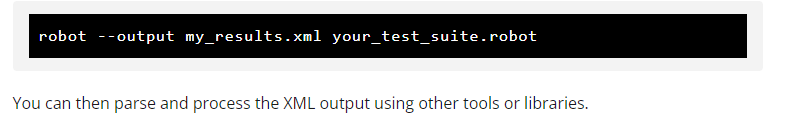 robot --output my_results.xml your_test_suite.robot
You can then parse and process the XML output using other tools or libraries.